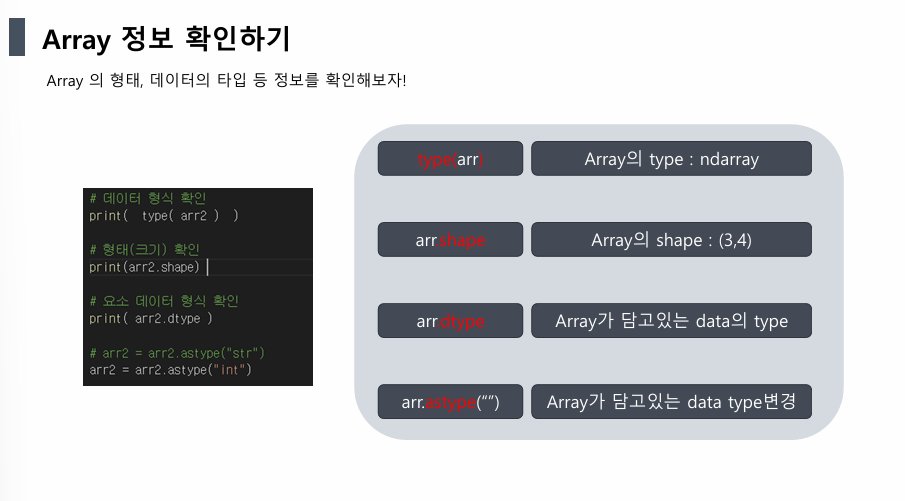 Array 정보 확인하기
Array 의 형태, 데이터의 타입 등 정보를 확인해보자!
# 데이터 형식 확인
print(  type( arr2 )  )
# 형태(크기) 확인
print(arr2.shape)
# 요소 데이터 형식 확인
print( arr2.dtype )
# arr2 = arr2.astype("str")
arr2 = arr2.astype("int")
type(arr)
Array의 type : ndarray
arr.shape
Array의 shape : (3,4)
arr.dtype
Array가 담고있는 data의 type
arr.astype(“”)
Array가 담고있는 data type변경